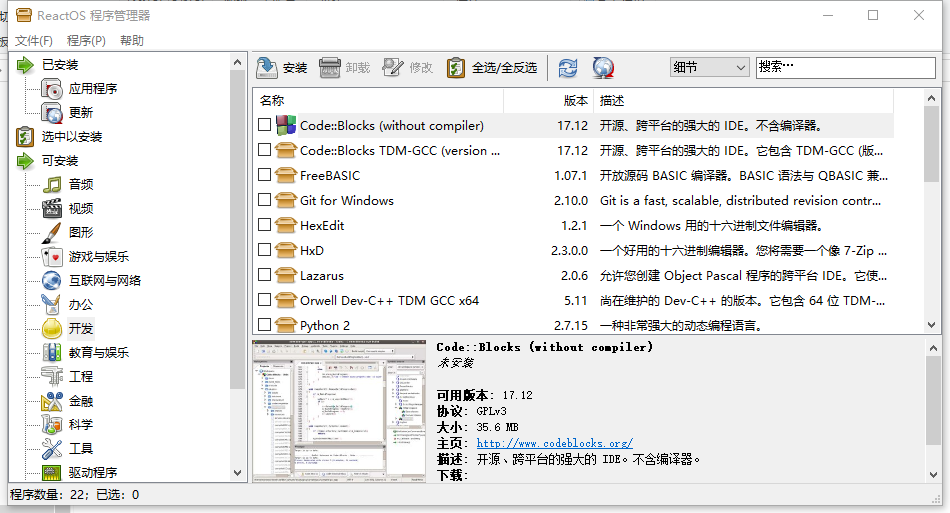 ReactOS 程序管理器
文件(F) 程序(P) 帮助
已安装
应用程序
更新
选中以安装
可安装
音频
视频
图形
游戏与娱乐
互联网与网络
办公
开发
教育与娱乐
工程
金融
科学
工具
驱动程序
安装 卸载 修改 全选/全反选 细节 搜索…
名称 版本 描述
Code::Blocks (without compiler) 17.12 开源、跨平台的强大的 IDE。不含编译器。
Code::Blocks TDM-GCC (version ... 17.12 开源、跨平台的强大的 IDE。它包含 TDM-GCC (版...
FreeBASIC 1.07.1 开放源码 BASIC 编译器。BASIC 语法与 QBASIC 兼...
Git for Windows 2.10.0 Git is a fast, scalable, distributed revision contr...
HexEdit 1.2.1 一个 Windows 用的十六进制文件编辑器。
HxD 2.3.0.0 一个好用的十六进制编辑器。您将需要一个像 7-Zip ...
Lazarus 2.0.6 允许您创建 Object Pascal 程序的跨平台 IDE。它使...
Orwell Dev-C++ TDM GCC x64 5.11 尚在维护的 Dev-C++ 的版本。它包含 64 位 TDM-...
Python 2 2.7.15 一种非常强大的动态编程语言。
Code::Blocks (without compiler)
未安装
可用版本: 17.12
协议: GPLv3
大小: 35.6 MB
主页: http://www.codeblocks.org/
描述: 开源、跨平台的强大的 IDE。不含编译器。
下载:
程序数量: 22; 已选: 0